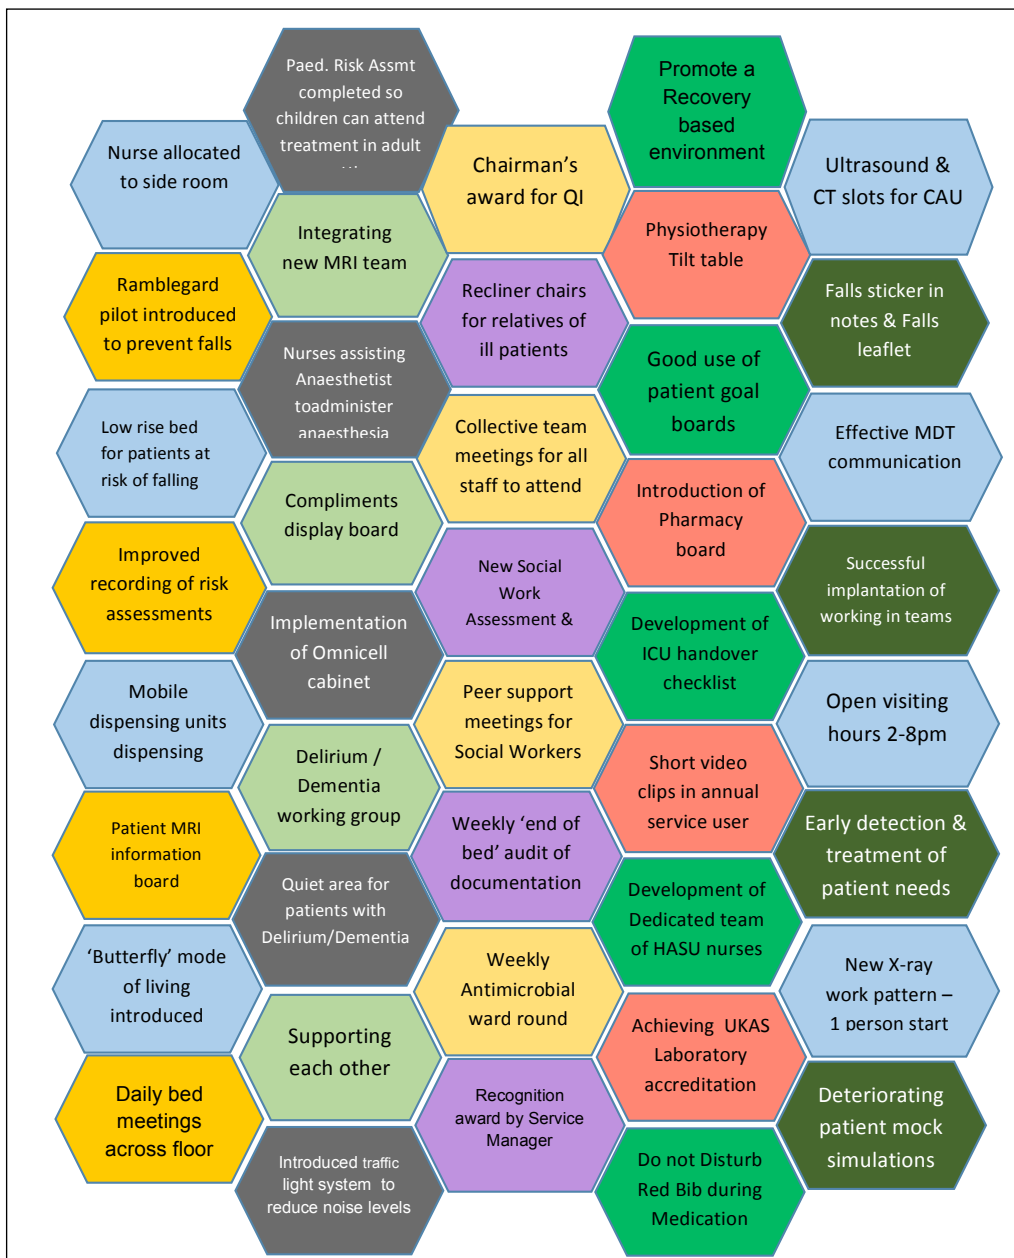 Paed. Risk Assmt
completed so
children can attend
treatment in adult
Promote a
Recovery
based
environment
Nurse allocated
to side room
Chairman’s
award for QI
Ultrasound &
CT slots for CAU
Integrating
new MRI team
Physiotherapy
Tilt table
Ramblegard
pilot introduced
to prevent falls
Recliner chairs
for relatives of
ill patients
Falls sticker in
notes & Falls
leaflet
Nurses assisting
Anaesthetist
toadminister
anaesthesia
Good use of
patient goal
boards
Low rise bed
for patients at
risk of falling
Collective team
meetings for all
staff to attend
Effective MDT
communication
Compliments
display board
Introduction of
Pharmacy
board
Improved
recording of risk
assessments
New Social
Work
Assessment &
Successful
implantation of
working in teams
Implementation
of Omnicell
cabinet
Development of
ICU handover
checklist
Mobile
dispensing units
dispensing
Peer support
meetings for
Social Workers
Open visiting
hours 2-8pm
Delirium /
Dementia
working group
Short video
clips in annual
service user
Patient MRI
information
board
Weekly ‘end of
bed’ audit of
documentation
Early detection &
treatment of
patient needs
Quiet area for
patients with
Delirium/Dementia
Development of
Dedicated team
of HASU nurses
‘Butterfly’ mode
of living
introduced
Weekly
Antimicrobial
ward round
New X-ray
work pattern –
1 person start
Supporting
each other
Achieving UKAS
Laboratory
accreditation
Daily bed
meetings
across floor
Recognition
award by Service
Manager
Deteriorating
patient mock
simulations
Introduced traffic
light system to
reduce noise levels
Do not Disturb
Red Bib during
Medication